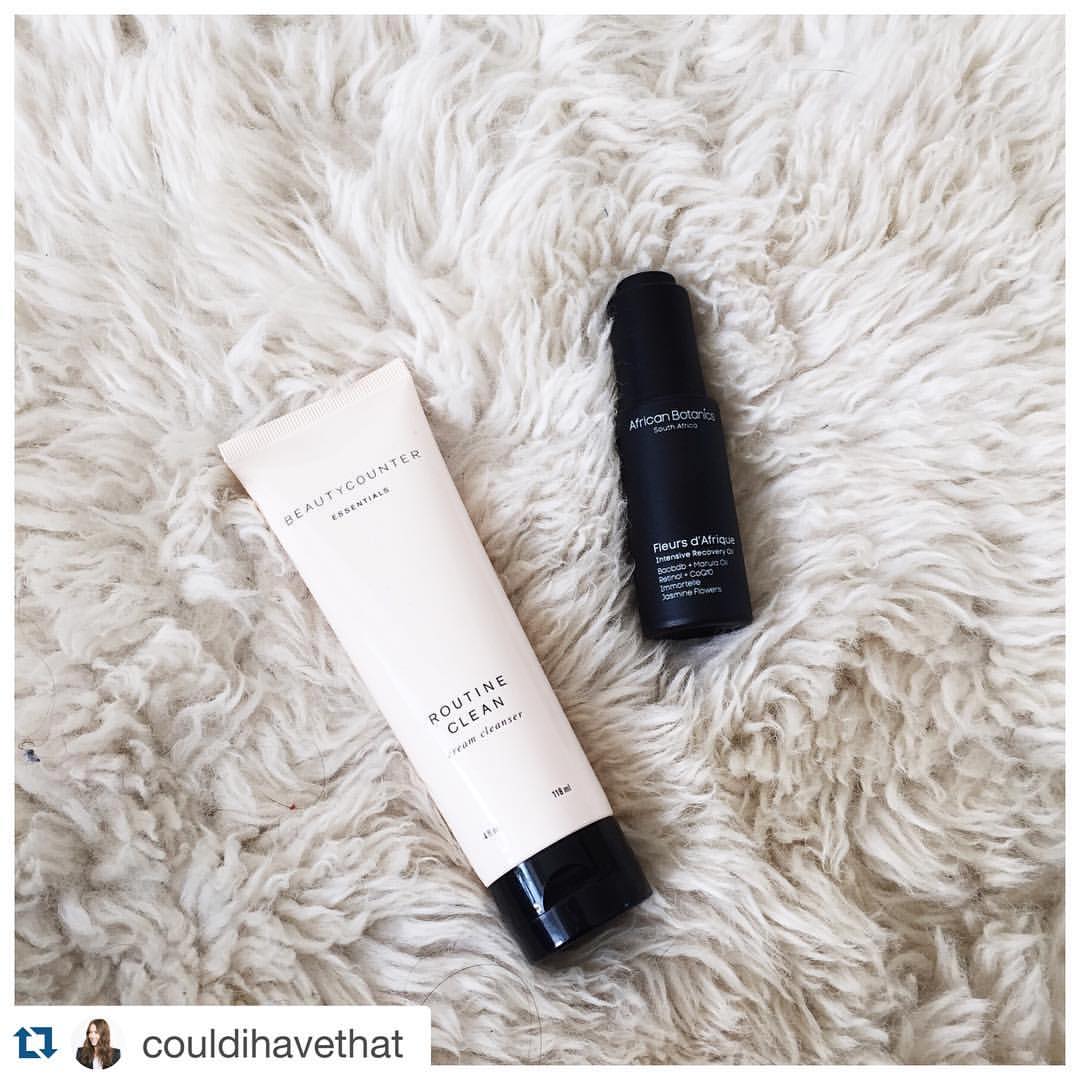 BEAUTYCOUNTER
ESSENTIALS
ROUTINE
CLEAN
cream cleanser
118 ml
African Botanics
South Africa
Fleurs d'Afrique
Intensive Recovery Oil
Baobab + Marula Oil
Retinol + CoQ10
Immortelle
Jasmine Flowers
couldihavethat